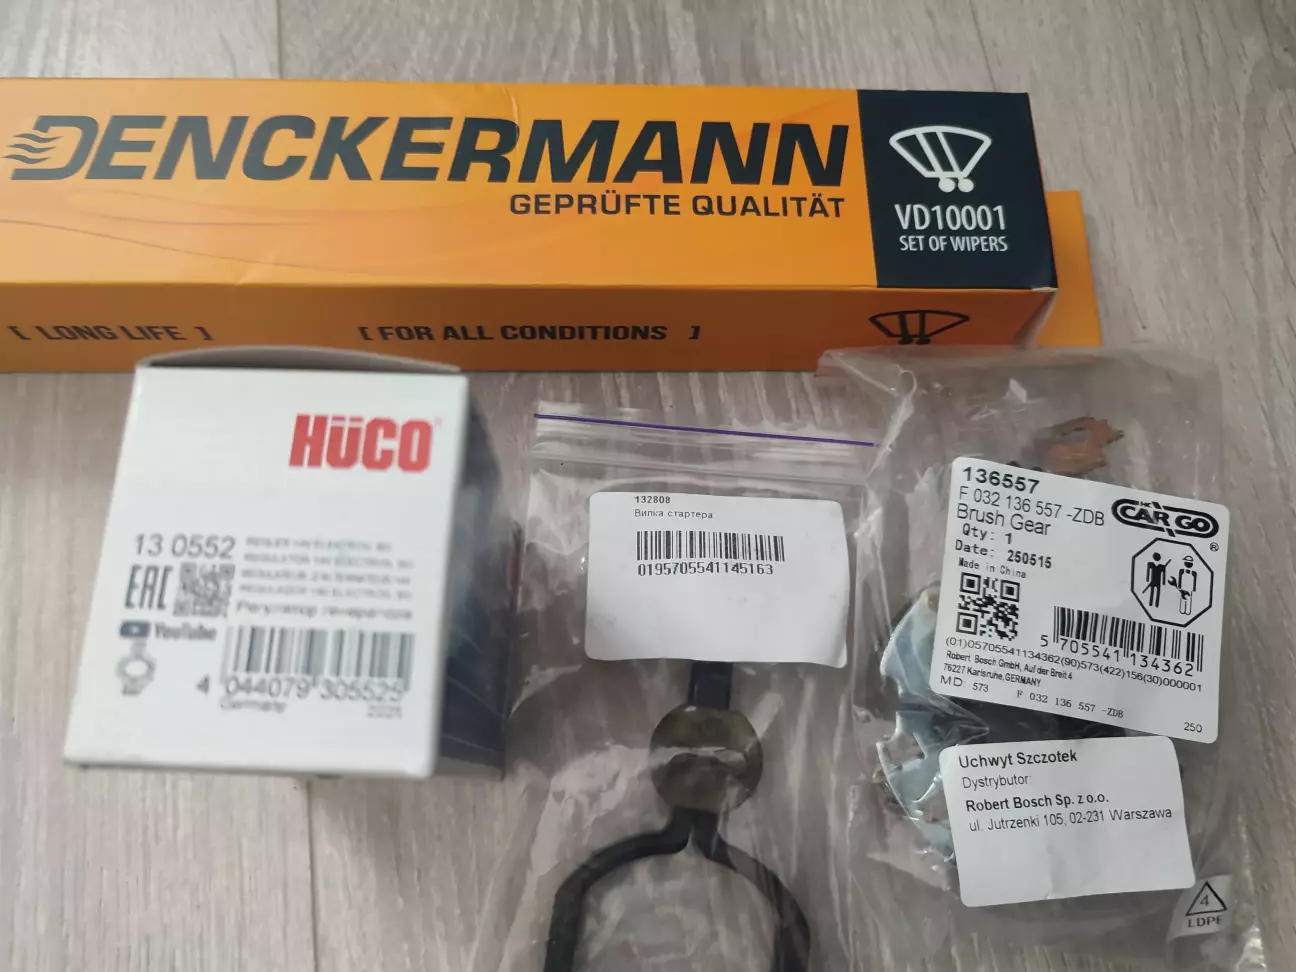 DENCKERMANN
GEPRÜFTE QUALITÄT
VD10001
SET OF WIPERS
[ LONG LIFE ]
[ FOR ALL CONDITIONS ]
HÜCO®
13 0552
EAC
Регулятор генератора
YouTube
4 044079 305525
Germany
132808
Вилка стартера
0195705541145163
136557
F 032 136 557 -ZDB
Brush Gear
Qty: 1
Date: 250515
Made in China
HC CARGO®
5 705541 134362
(01)05705541134362(90)573(422)156(30)000001
Robert Bosch GmbH, Auf der Breit 4
76227 Karlsruhe, GERMANY
MD: 573 F 032 136 557 -ZDB
250
Uchwyt Szczotek
Dystrybutor:
Robert Bosch Sp. z o.o.
ul. Jutrzenki 105, 02-231 Warszawa
4
LDPE